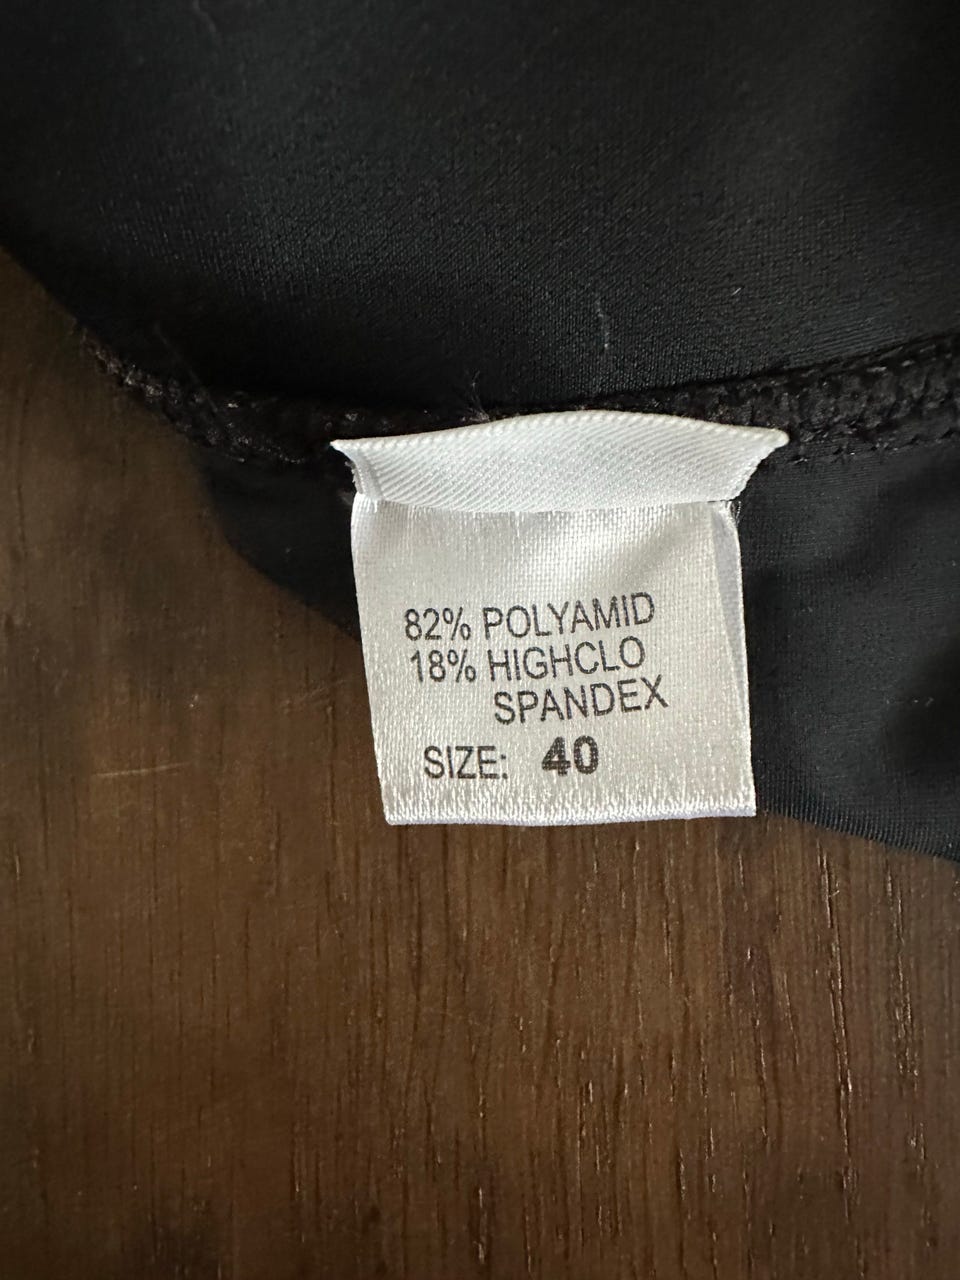 82% POLYAMID
18% HIGHCLO
SPANDEX
SIZE: 40